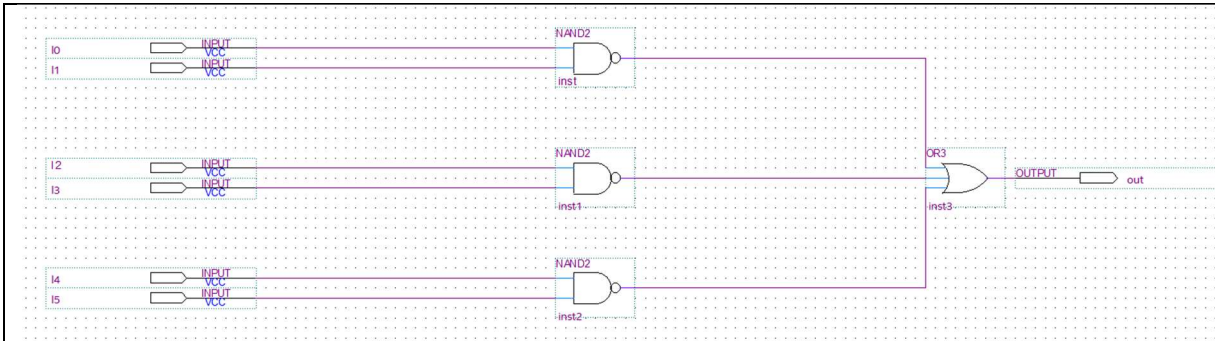 NAND2
I0 INPUT
VCC
I1 INPUT
VCC
inst
NAND2
I2 INPUT
VCC
I3 INPUT
VCC
inst1
OR3
OUTPUT out
inst3
NAND2
I4 INPUT
VCC
I5 INPUT
VCC
inst2